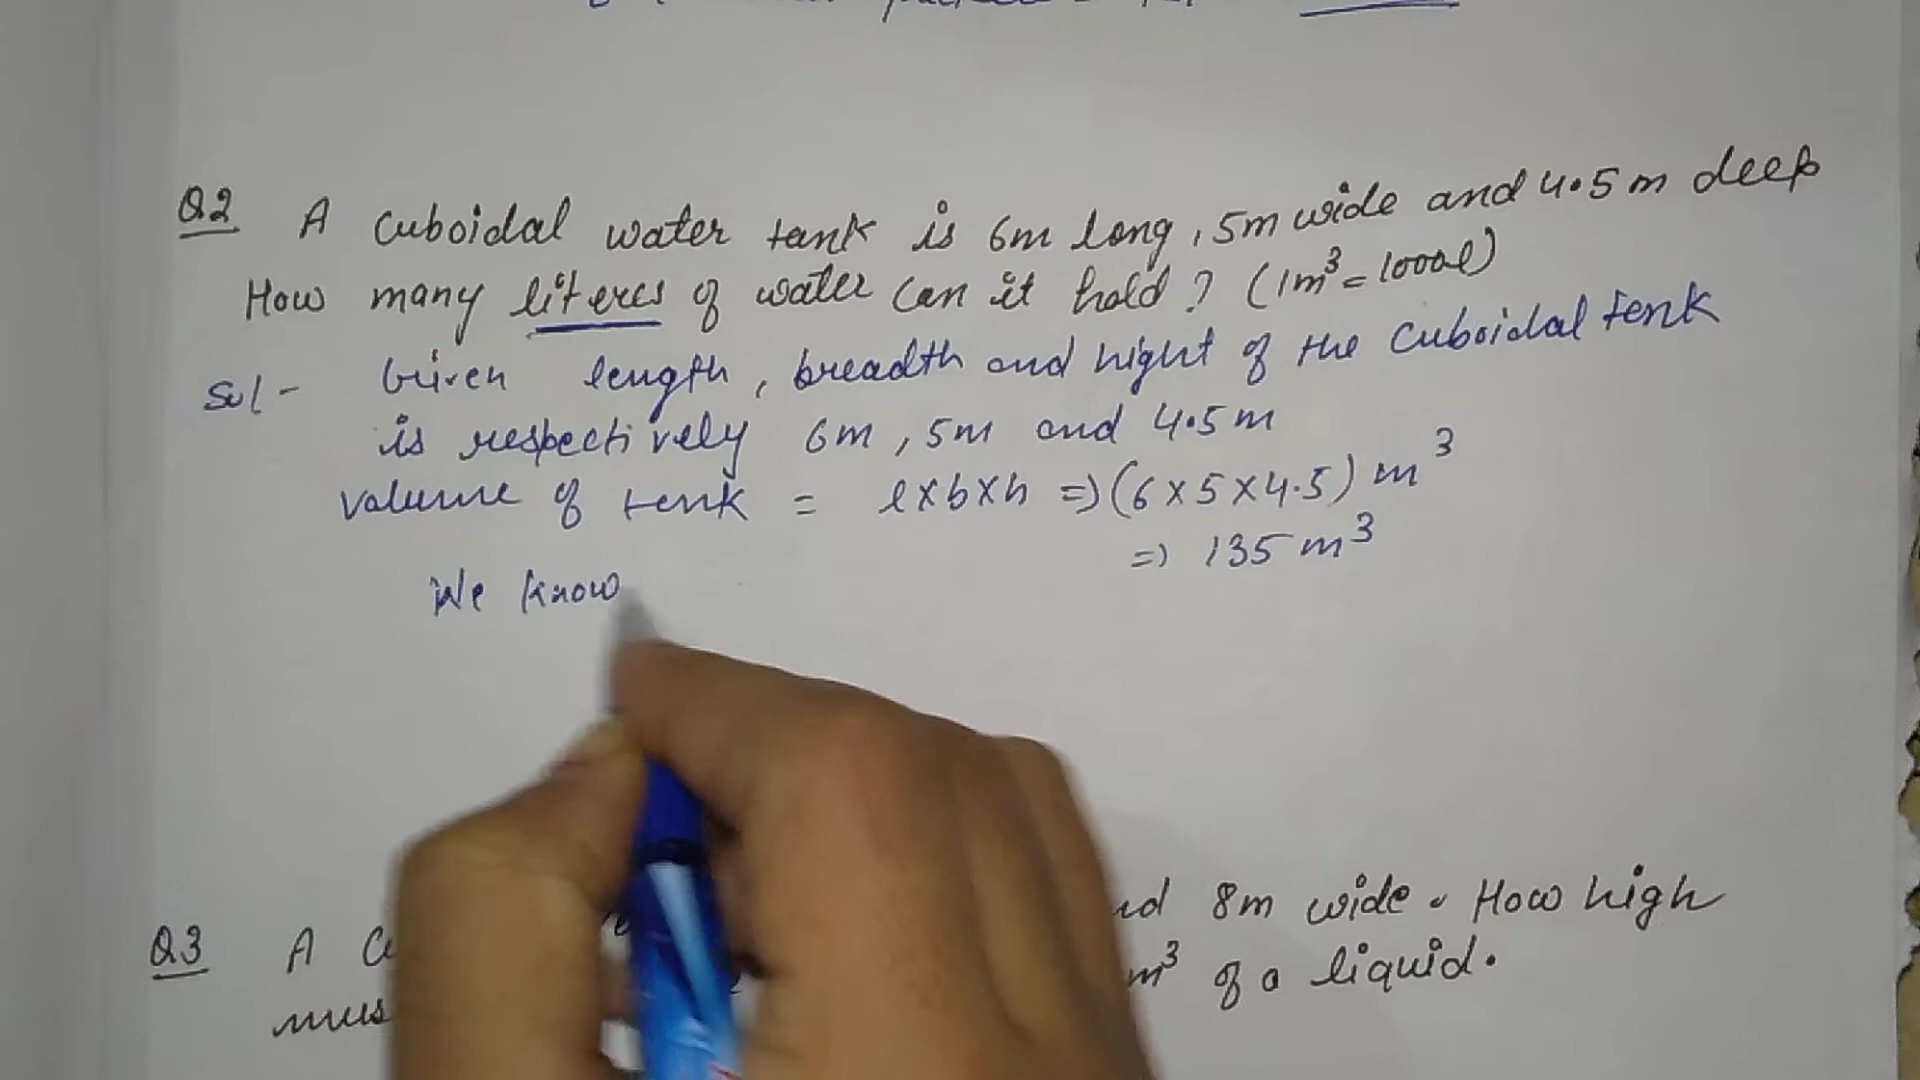 Q2 A cuboidal water tank is 6m long, 5m wide and 4.5m deep
How many literes of water can it hold? (1m³=1000l)
Sol- Given length, breadth and hight of the cuboidal tenk
is respectively 6m, 5m and 4.5m
volume of tenk = l×b×h => (6×5×4.5) m³
=> 135 m³
We know
Q3 A 8m wide. How high
m³ of a liquid.